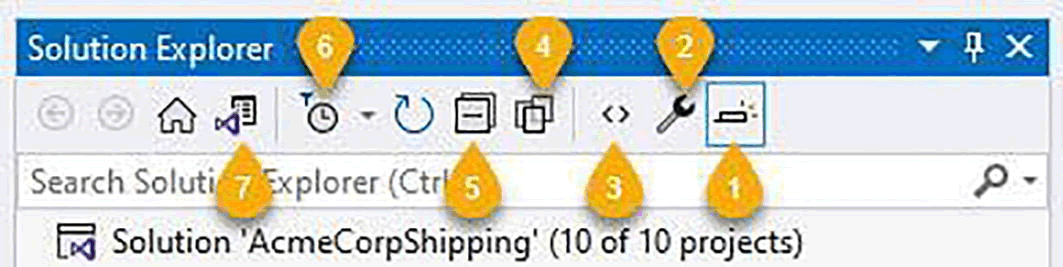 Solution Explorer
6
4
2
7
5
3
1
Search Solution Explorer (Ctrl
Solution 'AcmeCorpShipping' (10 of 10 projects)